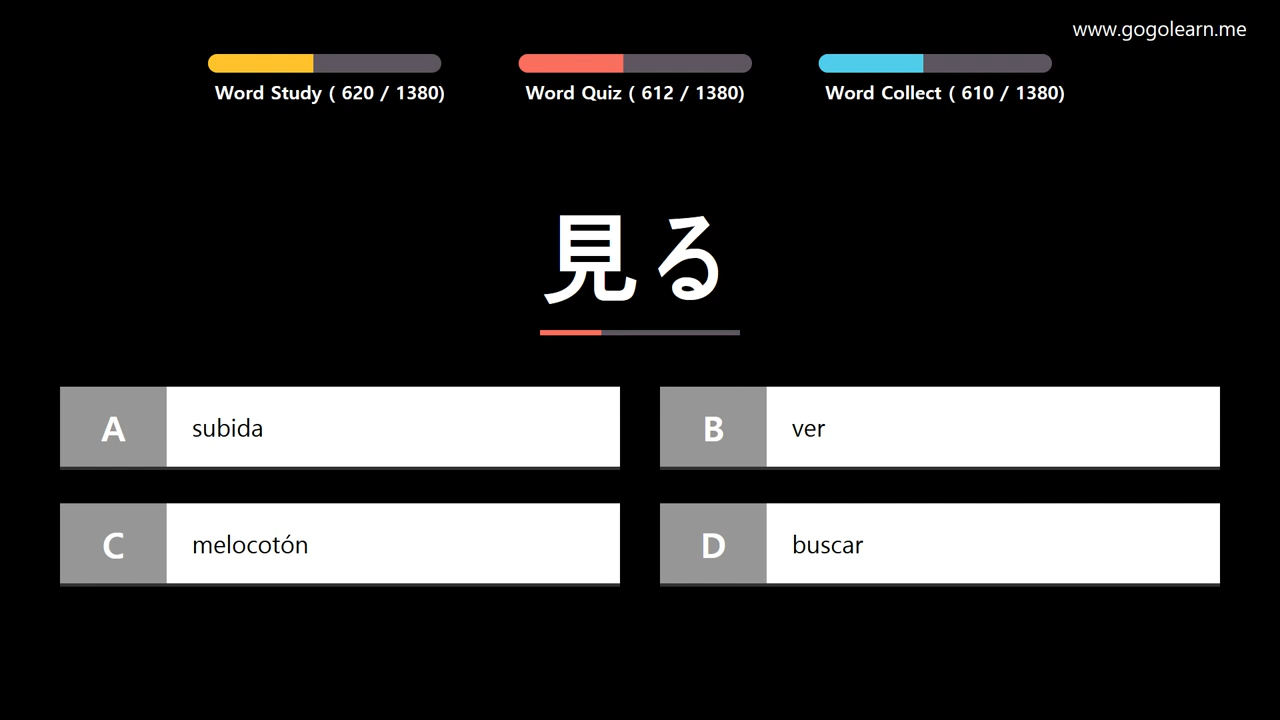 www.gogolearn.me
Word Study ( 620 / 1380)
Word Quiz ( 612 / 1380)
Word Collect ( 610 / 1380)
見る
A subida
B ver
C melocotón
D buscar